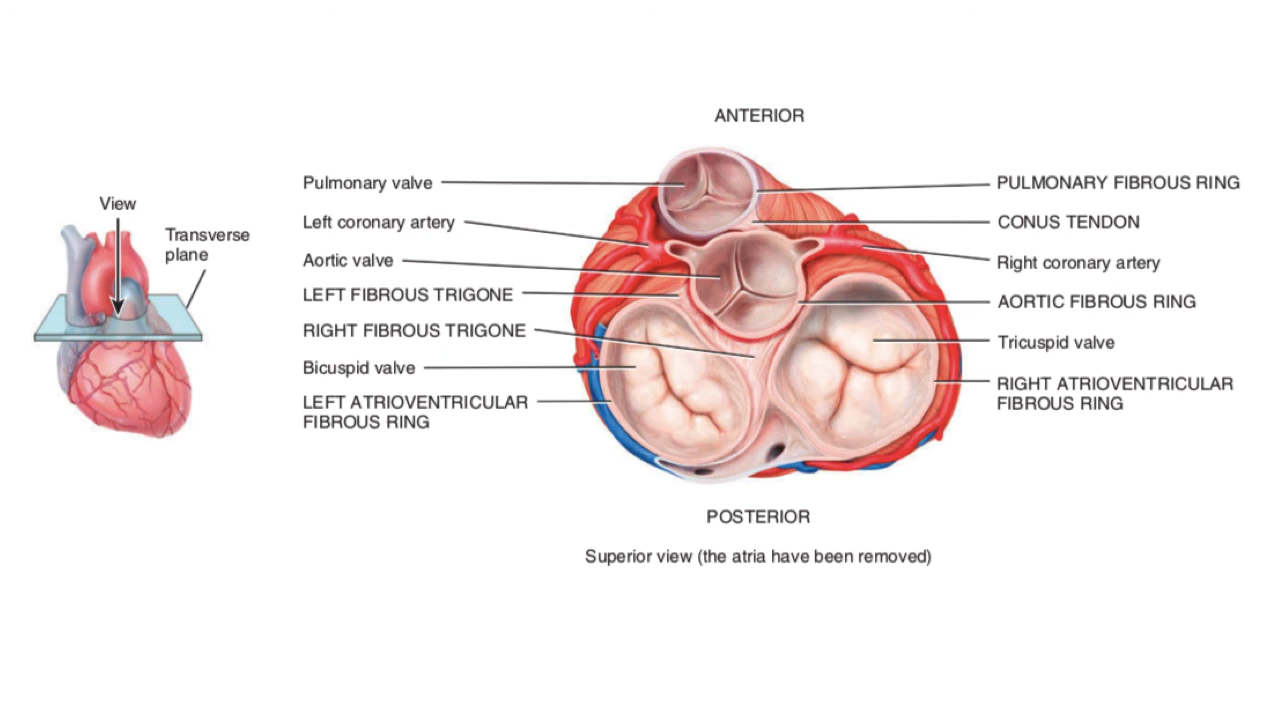 ANTERIOR
View
Transverse
plane
Pulmonary valve
Left coronary artery
Aortic valve
LEFT FIBROUS TRIGONE
RIGHT FIBROUS TRIGONE
Bicuspid valve
LEFT ATRIOVENTRICULAR
FIBROUS RING
PULMONARY FIBROUS RING
CONUS TENDON
Right coronary artery
AORTIC FIBROUS RING
Tricuspid valve
RIGHT ATRIOVENTRICULAR
FIBROUS RING
POSTERIOR
Superior view (the atria have been removed)